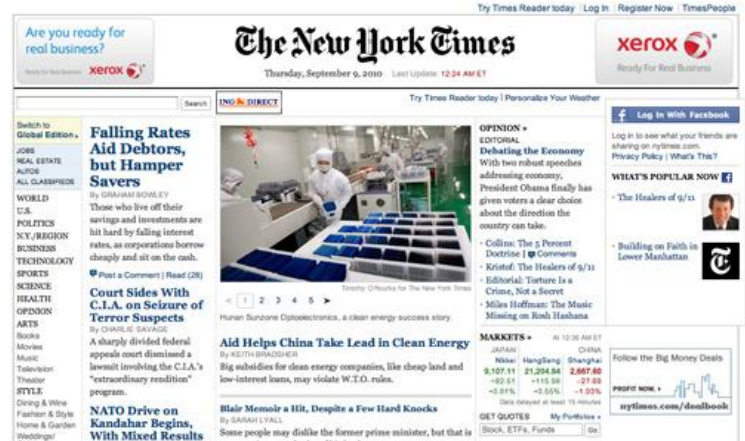 Try Times Reader today Log In Register Now TimesPeople
Are you ready for
real business?
Ready For Real Business xerox
The New York Times
Thursday, September 9, 2010 Last Update: 12:24 AM ET
xerox
Ready For Real Business
Search
ING DIRECT
Try Times Reader today | Personalize Your Weather
Switch to
Global Edition
JOBS
REAL ESTATE
AUTOS
ALL CLASSIFIEDS
WORLD
U.S.
POLITICS
N.Y./REGION
BUSINESS
TECHNOLOGY
SPORTS
SCIENCE
HEALTH
OPINION
ARTS
Books
Movies
Music
Television
Theater
STYLE
Dining & Wine
Fashion & Style
Home & Garden
Weddings/
Falling Rates
Aid Debtors,
but Hamper
Savers
By GRAHAM BOWLEY
Those who live off their
savings and investments are
hit hard by falling interest
rates, as corporations borrow
cheaply and sit on the cash.
Post a Comment | Read (28)
Court Sides With
C.I.A. on Seizure of
Terror Suspects
By CHARLIE SAVAGE
A sharply divided federal
appeals court dismissed a
lawsuit involving the C.I.A.'s
"extraordinary rendition"
program.
NATO Drive on
Kandahar Begins,
With Mixed Results
Timothy O'Rourke for The New York Times
1 2 3 4 5
Hunan Sunzone Optoelectronics, a clean energy success story.
Aid Helps China Take Lead in Clean Energy
By KEITH BRADSHER
Big subsidies for clean energy companies, like cheap land and
low-interest loans, may violate W.T.O. rules.
Blair Memoir a Hit, Despite a Few Hard Knocks
By SARAH LYALL
Some people may dislike the former prime minister, but that is
OPINION »
EDITORIAL
Debating the Economy
With two robust speeches
addressing economy,
President Obama finally has
given voters a clear choice
about the direction the
country can take.
· Collins: The 5 Percent
Doctrine | Comments
· Kristof: The Healers of 9/11
· Editorial: Torture Is a
Crime, Not a Secret
· Miles Hoffman: The Music
Missing on Rosh Hashana
MARKETS » At 12:36 AM ET
JAPAN CHINA
Nikkei HangSeng Shanghai
9,107.11 21,204.84 2,667.60
+82.51 +115.98 -27.69
+0.91% +0.55% -1.03%
Data delayed at least 15 minutes
GET QUOTES My Portfolios »
Stock, ETFs, Funds Go
Log In With Facebook
Log in to see what your friends are
sharing on nytimes.com.
Privacy Policy | What's This?
WHAT'S POPULAR NOW
· The Healers of 9/11
· Building on Faith in
Lower Manhattan
Follow the Big Money Deals
PROFIT NOW.
nytimes.com/dealbook